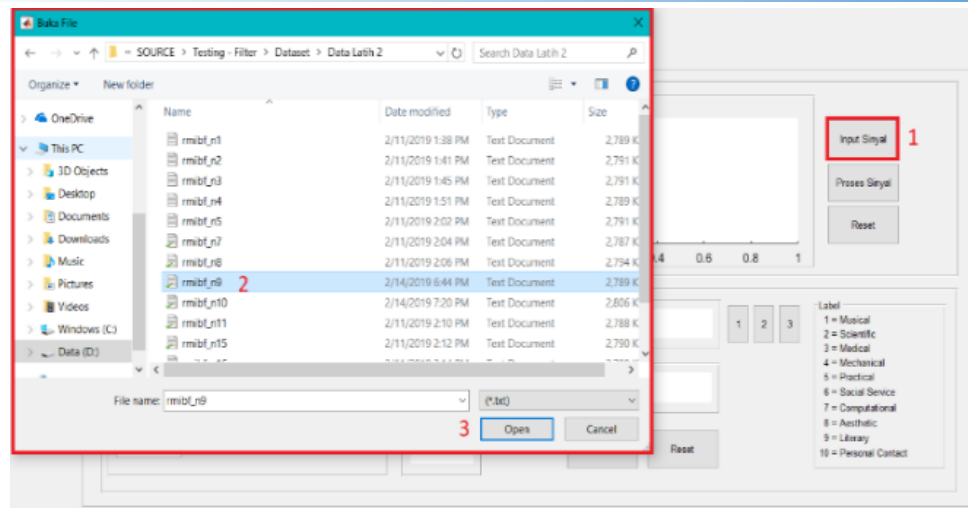 Buka File
« SOURCE > Testing - Filter > Dataset > Data Latih 2
Search Data Latih 2
Organize
New folder
Name Date modified Type Size
OneDrive
This PC
3D Objects
Desktop
Documents
Downloads
Music
Pictures
Videos
Windows (C:)
Data (D:)
rmibf_n1 2/11/2019 1:38 PM Text Document 2,789 K
rmibf_n2 2/11/2019 1:41 PM Text Document 2,791 K
rmibf_n3 2/11/2019 1:45 PM Text Document 2,791 K
rmibf_n4 2/11/2019 1:51 PM Text Document 2,789 K
rmibf_n5 2/11/2019 2:02 PM Text Document 2,791 K
rmibf_n7 2/11/2019 2:04 PM Text Document 2,787 K
rmibf_n8 2/11/2019 2:06 PM Text Document 2,794 K
rmibf_n9 2 2/14/2019 6:44 PM Text Document 2,789 K
rmibf_n10 2/14/2019 7:20 PM Text Document 2,806 K
rmibf_n11 2/11/2019 2:10 PM Text Document 2,788 K
rmibf_n15 2/11/2019 2:12 PM Text Document 2,790 K
File name: rmibf_n9 (*.txt)
3 Open Cancel
Input Sinyal 1
Proses Sinyal
Reset
.4 0.6 0.8 1
1 2 3
Reset
Label
1 = Musical
2 = Scientific
3 = Medical
4 = Mechanical
5 = Practical
6 = Social Service
7 = Computational
8 = Aesthetic
9 = Literary
10 = Personal Contact